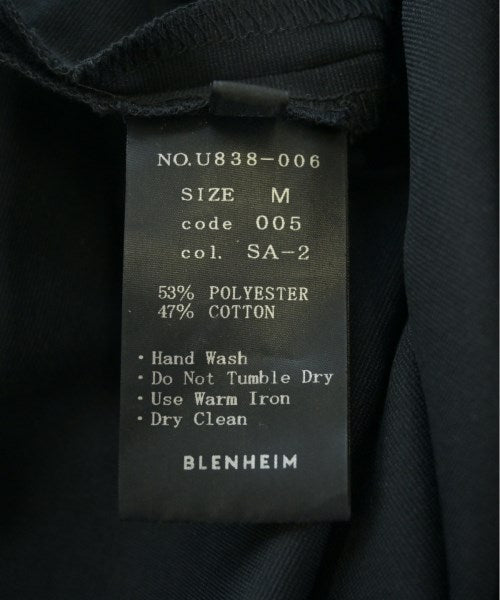 NO.U838-006
SIZE M
code 005
col. SA-2
53% POLYESTER
47% COTTON
・Hand Wash
・Do Not Tumble Dry
・Use Warm Iron
・Dry Clean
BLENHEIM